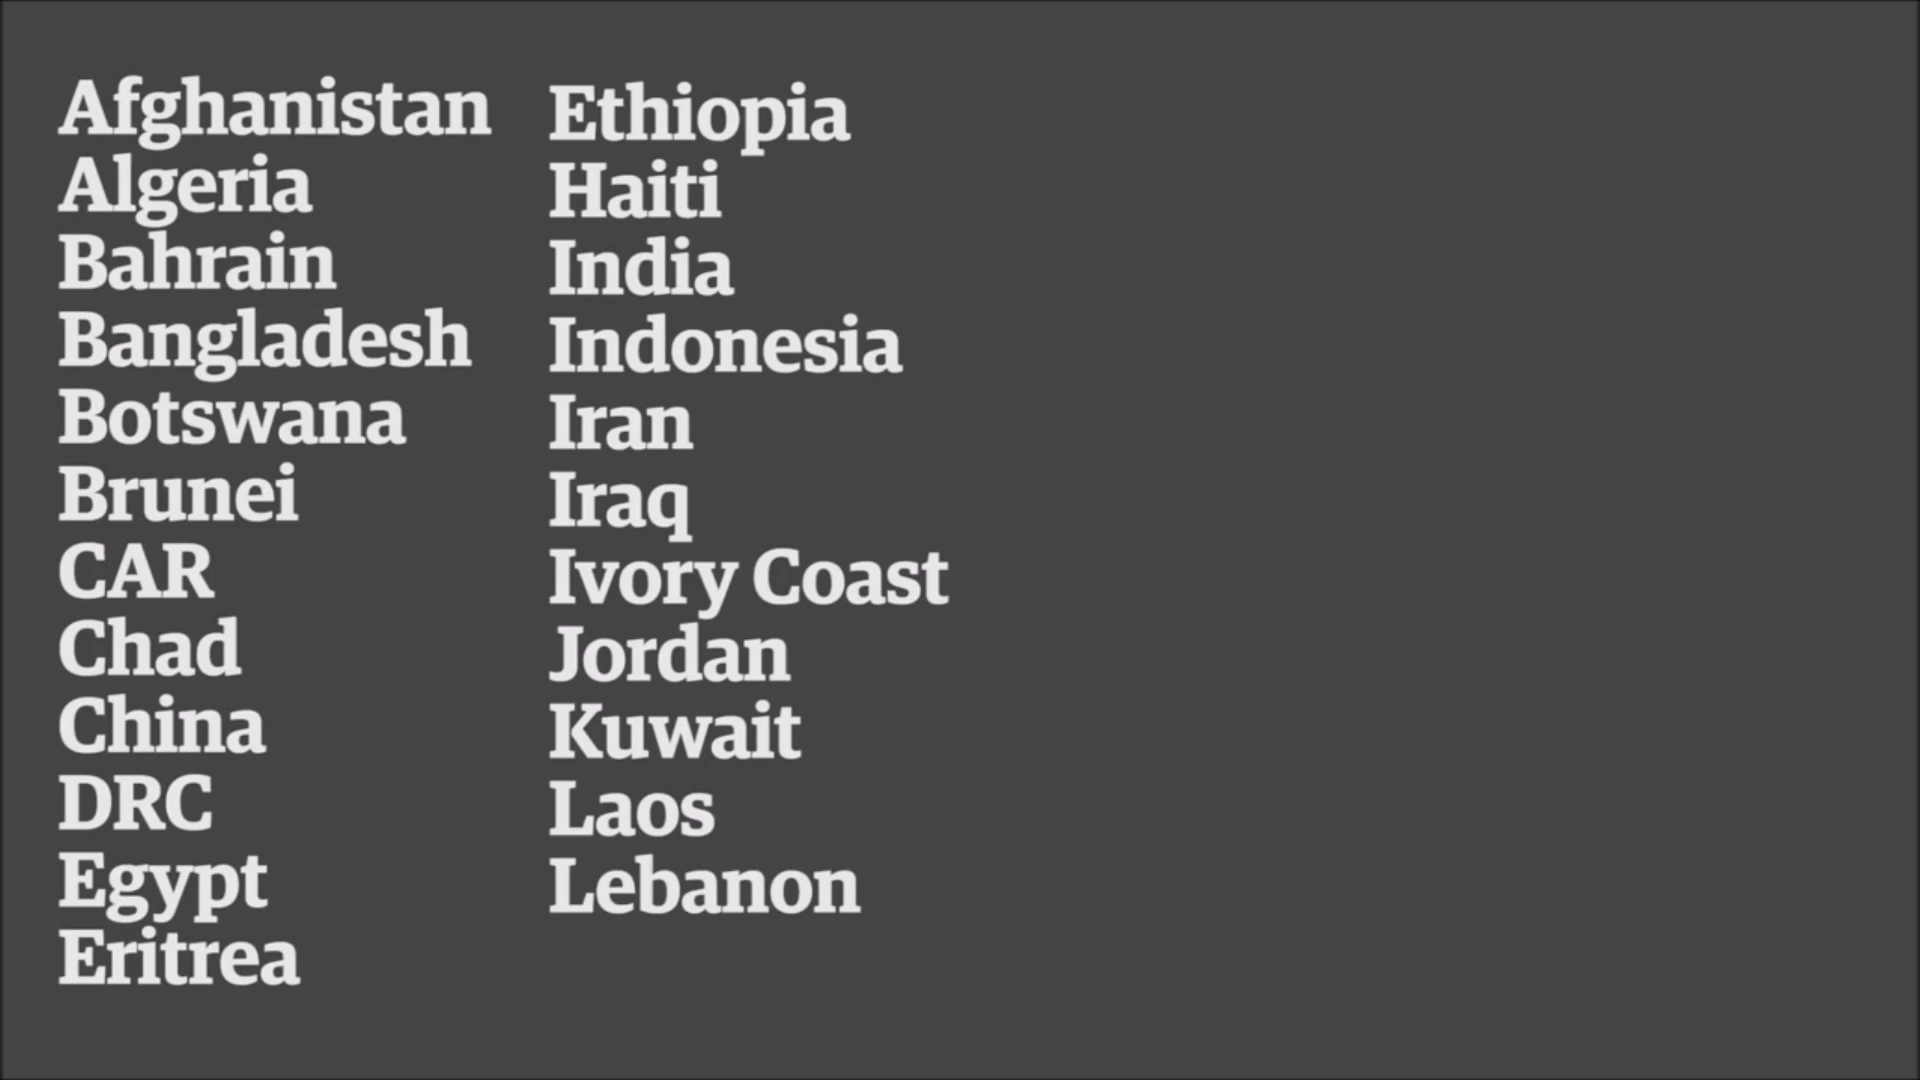 Afghanistan
Algeria
Bahrain
Bangladesh
Botswana
Brunei
CAR
Chad
China
DRC
Egypt
Eritrea
Ethiopia
Haiti
India
Indonesia
Iran
Iraq
Ivory Coast
Jordan
Kuwait
Laos
Lebanon